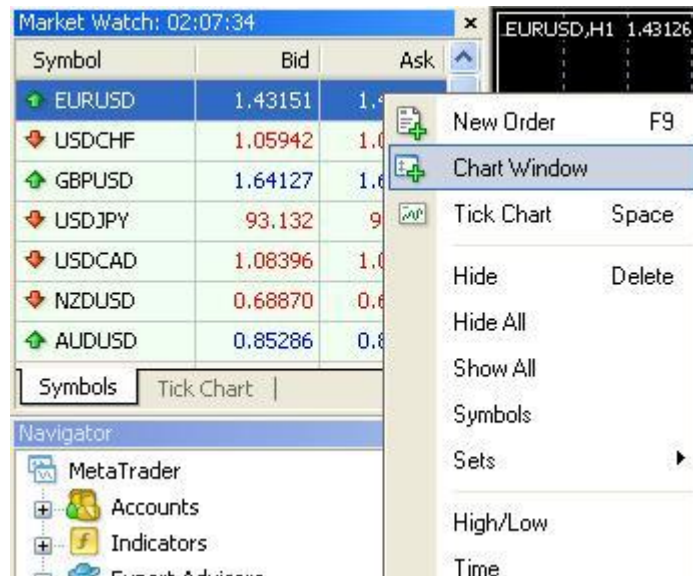 Market Watch: 02:07:34
Symbol Bid Ask
EURUSD 1.43151
USDCHF 1.05942
GBPUSD 1.64127
USDJPY 93.132
USDCAD 1.08396
NZDUSD 0.68870
AUDUSD 0.85286
Symbols Tick Chart
Navigator
MetaTrader
Accounts
Indicators
EURUSD,H1 1.43126
New Order F9
Chart Window
Tick Chart Space
Hide Delete
Hide All
Show All
Symbols
Sets
High/Low
Time